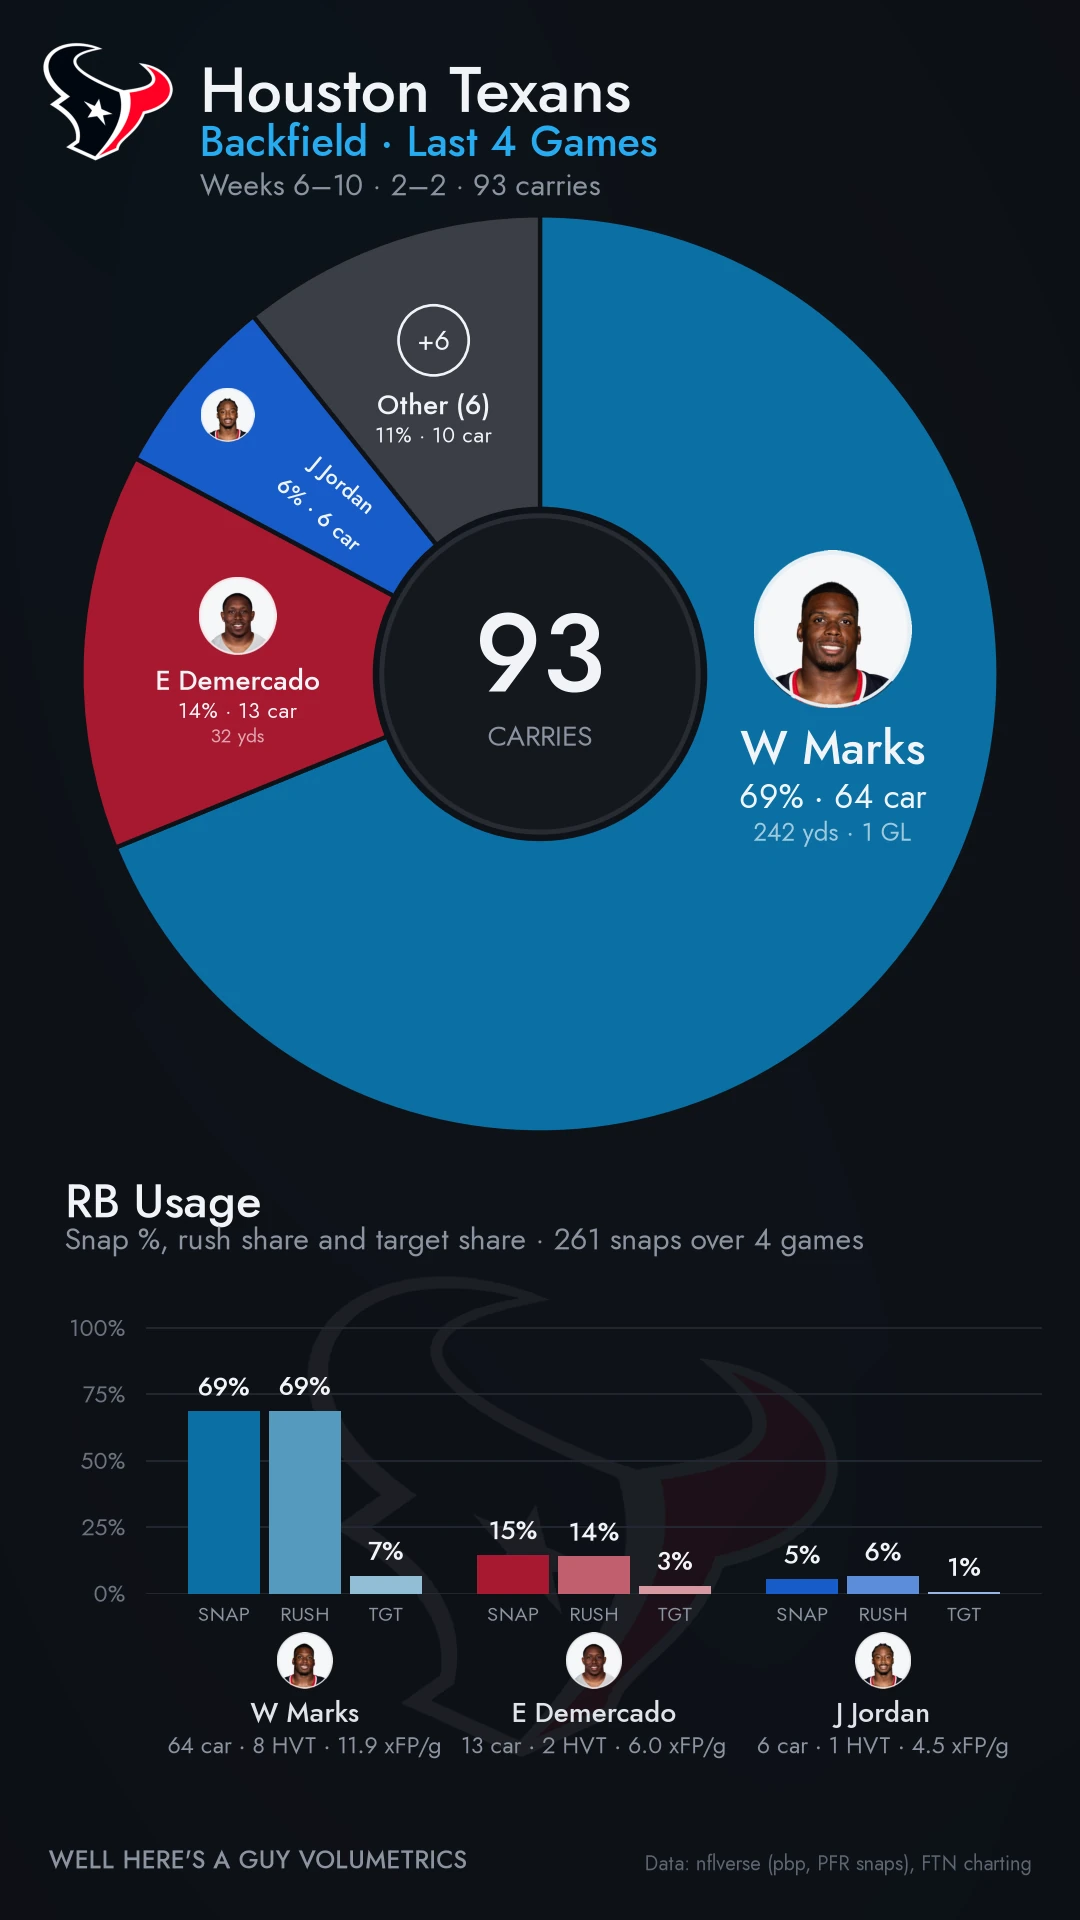 Houston Texans
Backfield · Last 4 Games
Weeks 6–10 · 2–2 · 93 carries
+6
Other (6)
11% · 10 car
J Jordan
6% · 6 car
E Demercado
14% · 13 car
32 yds
93
CARRIES
W Marks
69% · 64 car
242 yds · 1 GL
RB Usage
Snap %, rush share and target share · 261 snaps over 4 games
100%
75%
50%
25%
0%
69% 69% 7%
15% 14% 3%
5% 6% 1%
SNAP RUSH TGT SNAP RUSH TGT SNAP RUSH TGT
W Marks E Demercado J Jordan
64 car · 8 HVT · 11.9 xFP/g 13 car · 2 HVT · 6.0 xFP/g 6 car · 1 HVT · 4.5 xFP/g
WELL HERE'S A GUY VOLUMETRICS
Data: nflverse (pbp, PFR snaps), FTN charting